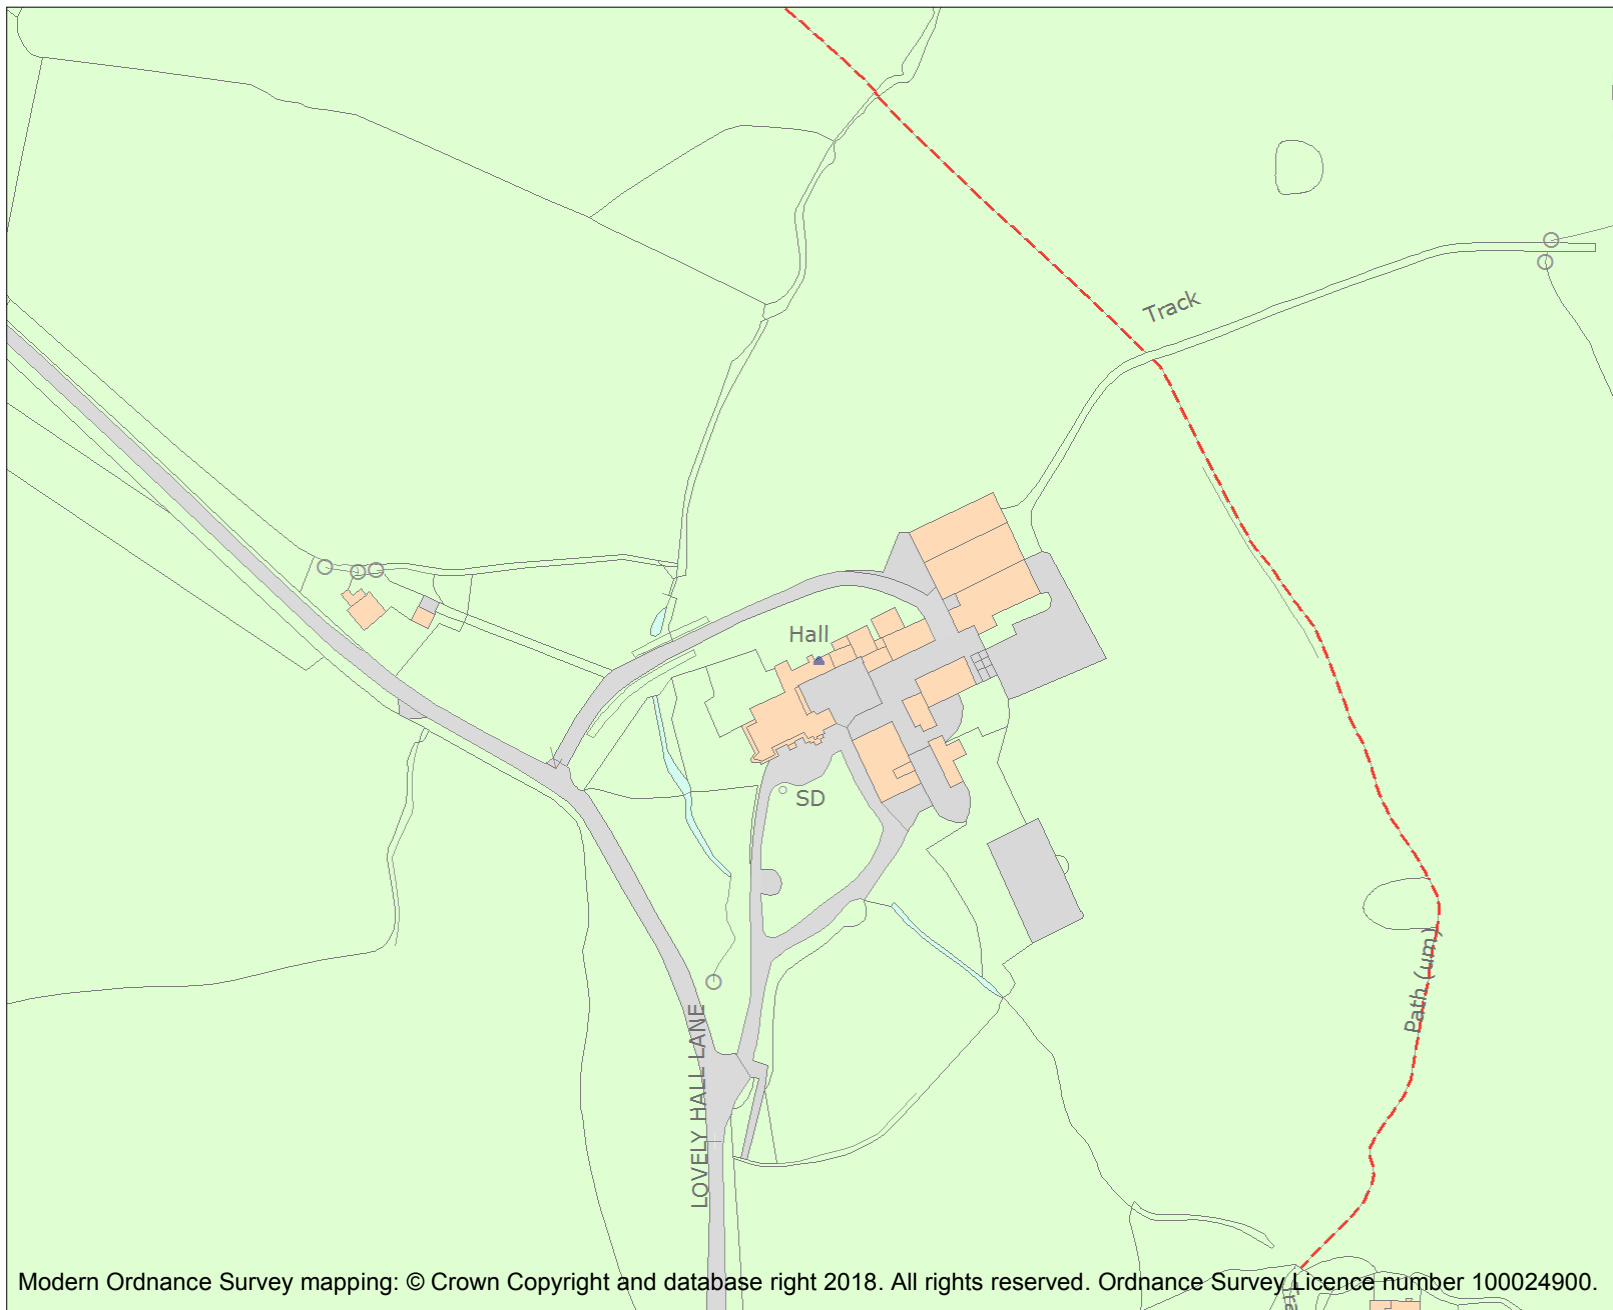 Track
Hall
SD
Path (um)
LOVELY HALL LANE
Modern Ordnance Survey mapping: © Crown Copyright and database right 2018. All rights reserved. Ordnance Survey Licence number 100024900.